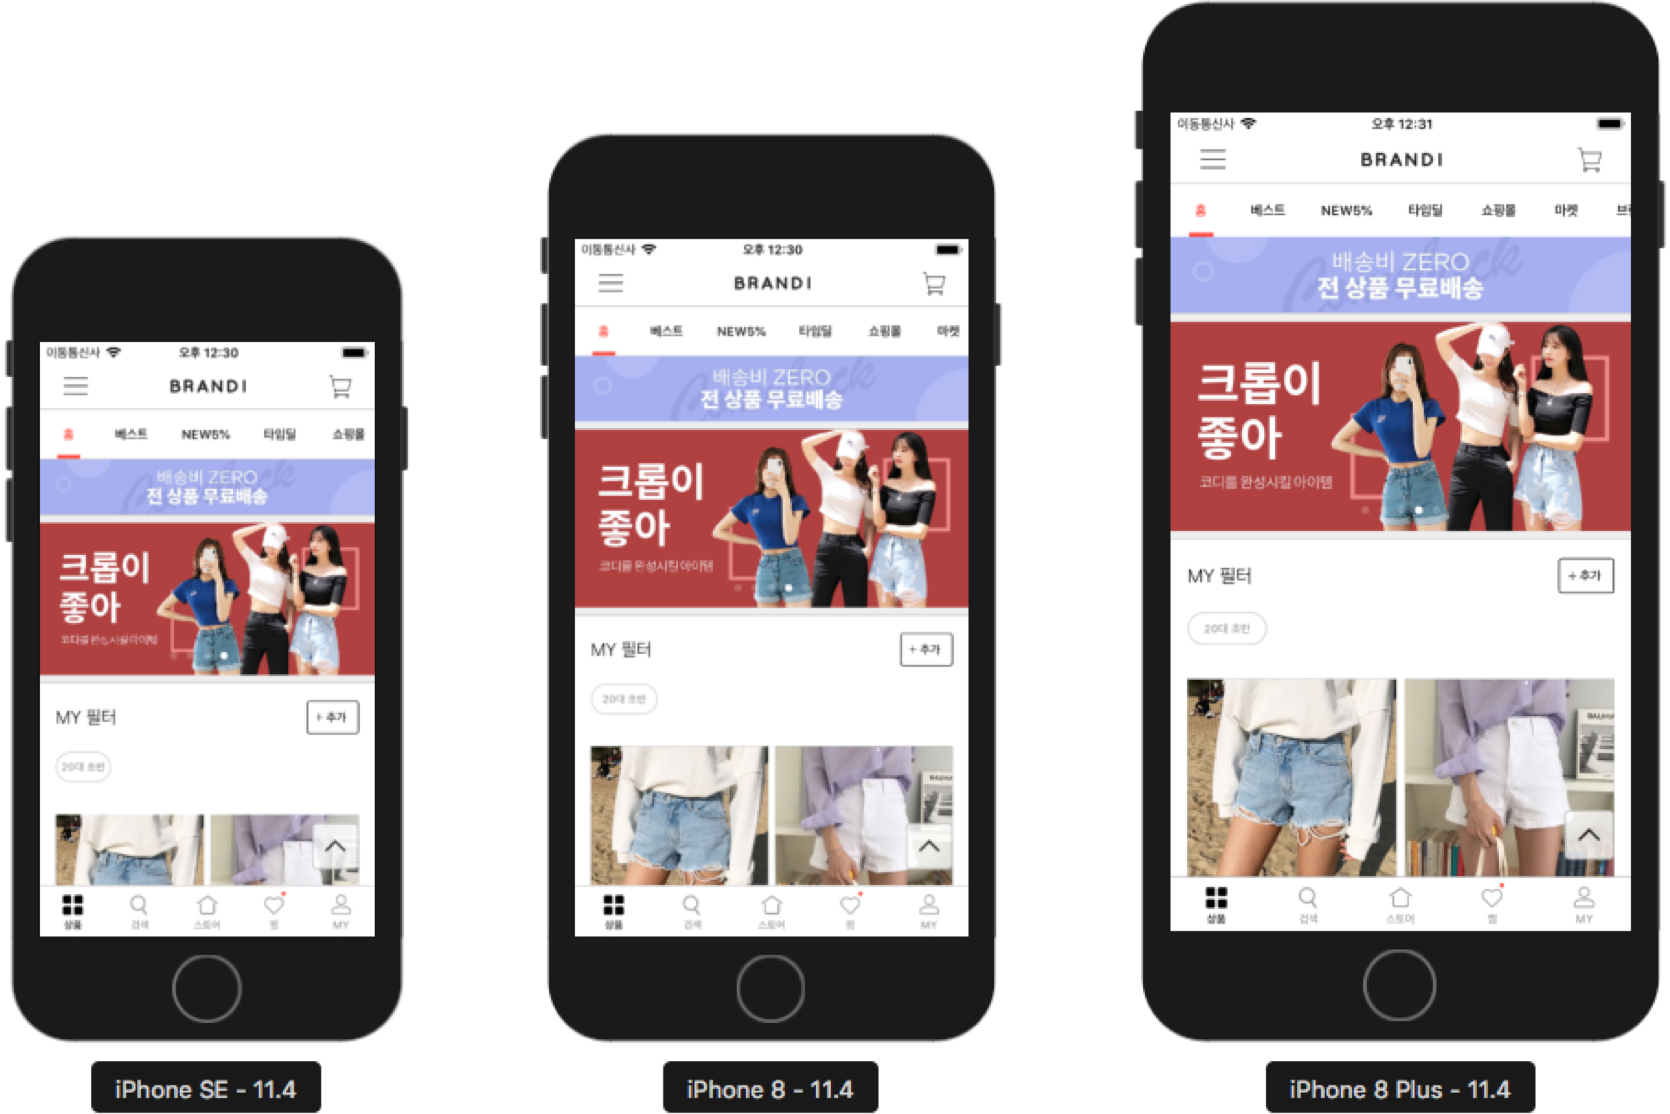 이동통신사 오후 12:30
BRANDI
홈 베스트 NEW5% 타임딜 쇼핑몰
배송비 ZERO
전 상품 무료배송
크롭이
좋아
코디를 완성시킬 아이템
MY 필터 + 추가
20대 초반
상품 검색 스토어 찜 MY
iPhone SE - 11.4
이동통신사 오후 12:30
BRANDI
홈 베스트 NEW5% 타임딜 쇼핑몰 마켓
배송비 ZERO
전 상품 무료배송
크롭이
좋아
코디를 완성시킬 아이템
MY 필터 + 추가
20대 초반
상품 검색 스토어 찜 MY
iPhone 8 - 11.4
이동통신사 오후 12:31
BRANDI
홈 베스트 NEW5% 타임딜 쇼핑몰 마켓
배송비 ZERO
전 상품 무료배송
크롭이
좋아
코디를 완성시킬 아이템
MY 필터 + 추가
20대 초반
상품 검색 스토어 찜 MY
iPhone 8 Plus - 11.4